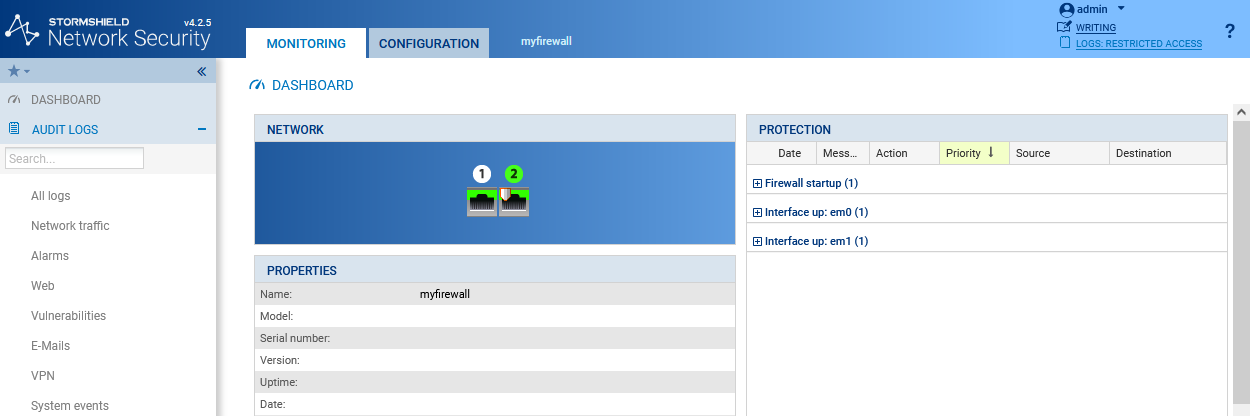 STORMSHIELD v4.2.5
Network Security
MONITORING
CONFIGURATION
myfirewall
admin
WRITING
LOGS: RESTRICTED ACCESS
?
DASHBOARD
AUDIT LOGS
Search...
All logs
Network traffic
Alarms
Web
Vulnerabilities
E-Mails
VPN
System events
DASHBOARD
NETWORK
1 2
PROPERTIES
Name: myfirewall
Model:
Serial number:
Version:
Uptime:
Date:
PROTECTION
Date Mess... Action Priority Source Destination
Firewall startup (1)
Interface up: em0 (1)
Interface up: em1 (1)